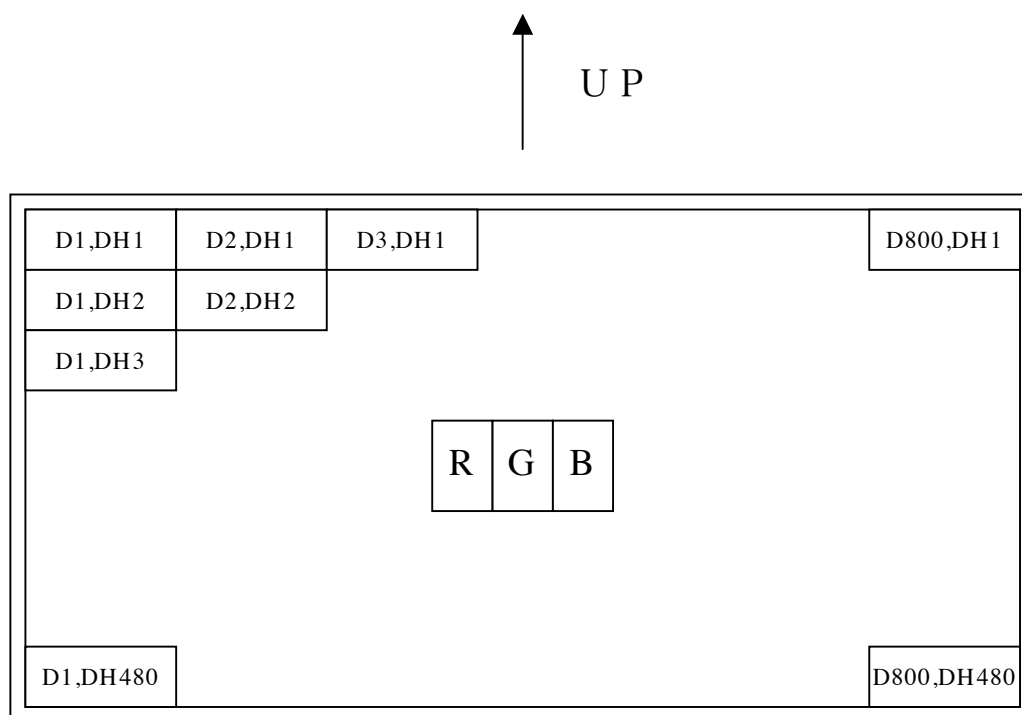 U P
D1,DH1 D2,DH1 D3,DH1 D800,DH1
D1,DH2 D2,DH2
D1,DH3
R G B
D1,DH480 D800,DH480